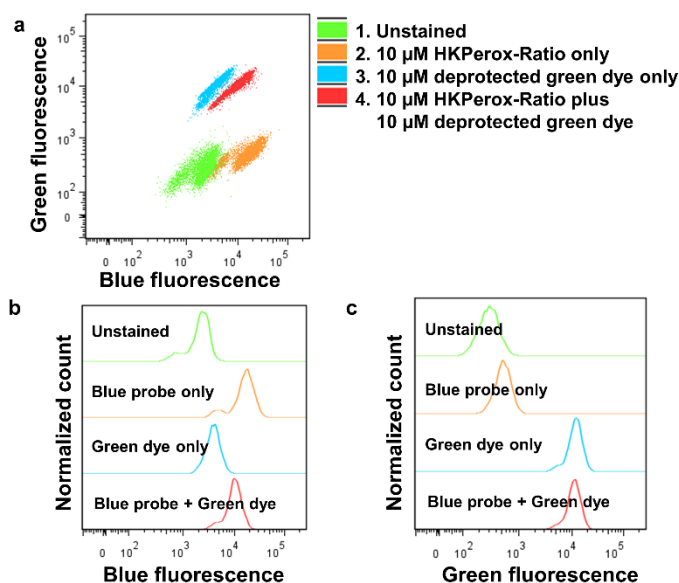 a
1. Unstained
2. 10 µM HKPerox-Ratio only
3. 10 µM deprotected green dye only
4. 10 µM HKPerox-Ratio plus
10 µM deprotected green dye
Green fluorescence
10^5
10^4
10^3
10^2
0
0 10^2 10^3 10^4 10^5
Blue fluorescence
b
Normalized count
Unstained
Blue probe only
Green dye only
Blue probe + Green dye
0 10^2 10^3 10^4 10^5
Blue fluorescence
c
Normalized count
Unstained
Blue probe only
Green dye only
Blue probe + Green dye
0 10^2 10^3 10^4 10^5
Green fluorescence